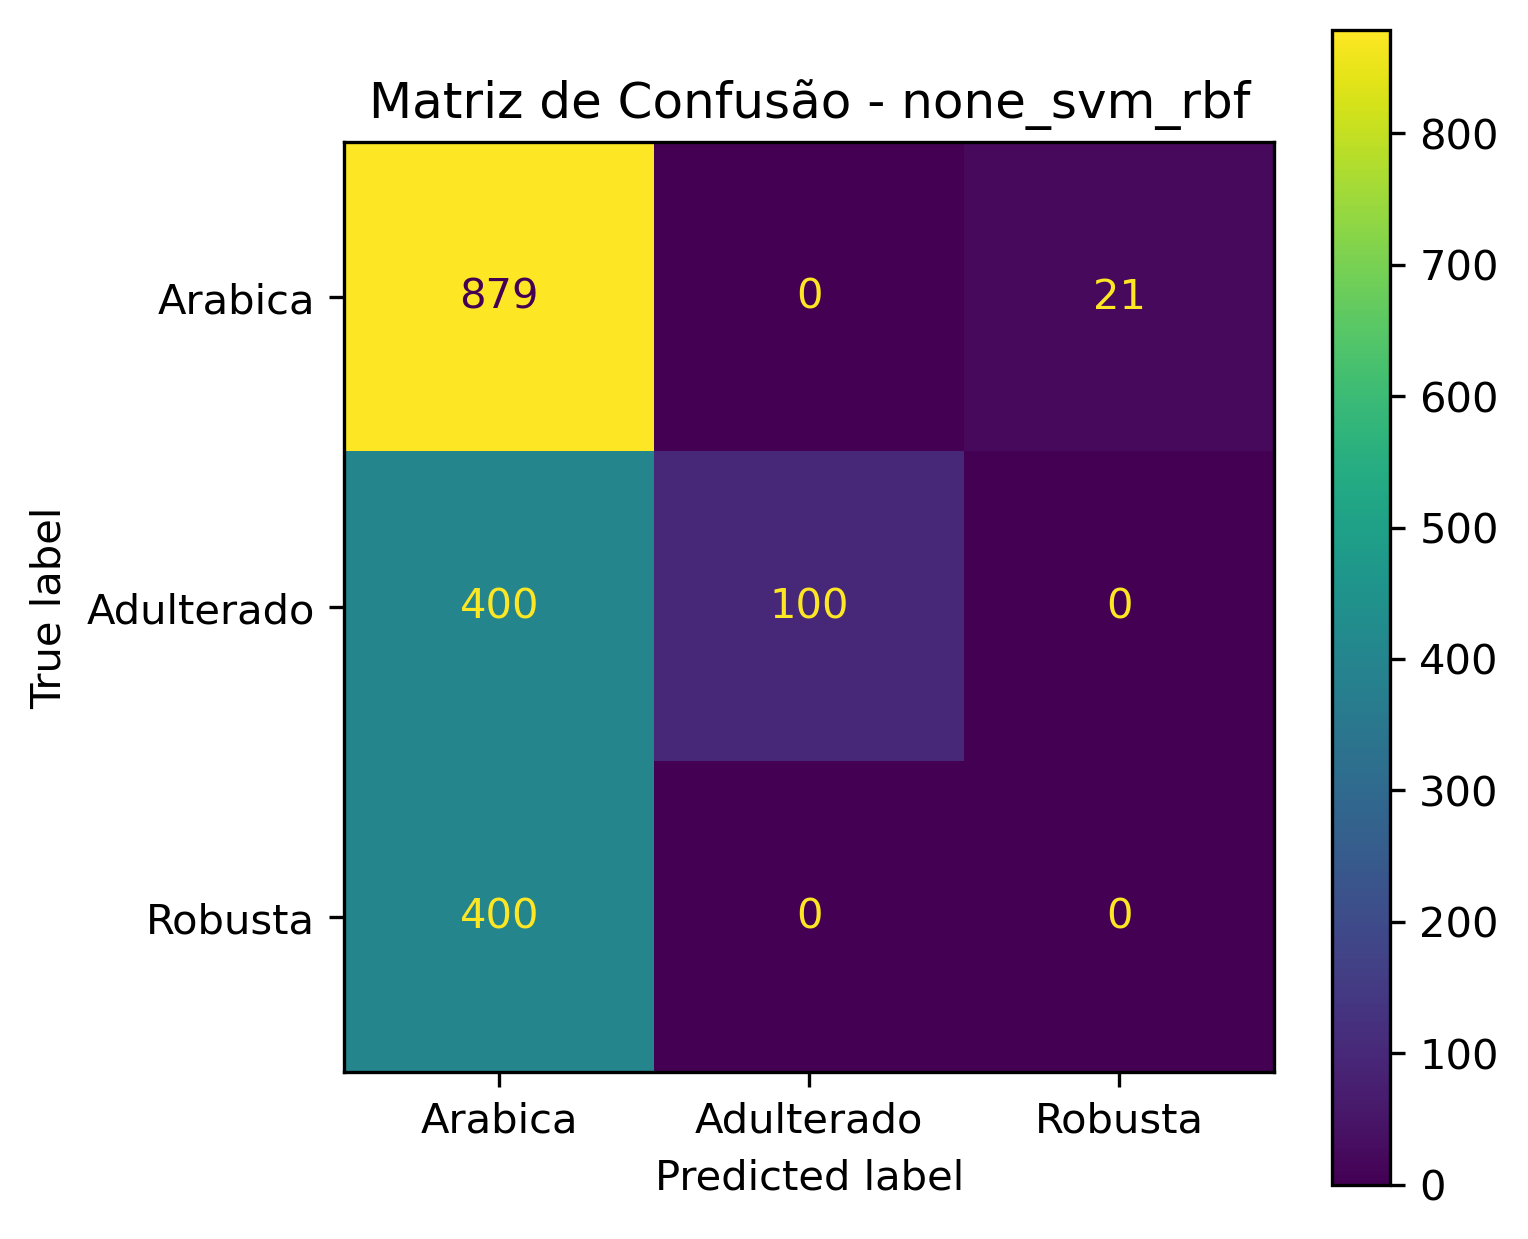 Matriz de Confusão - none_svm_rbf
Arabica 879 0 21
Adulterado 400 100 0
Robusta 400 0 0
True label
Arabica Adulterado Robusta
Predicted label
800
700
600
500
400
300
200
100
0